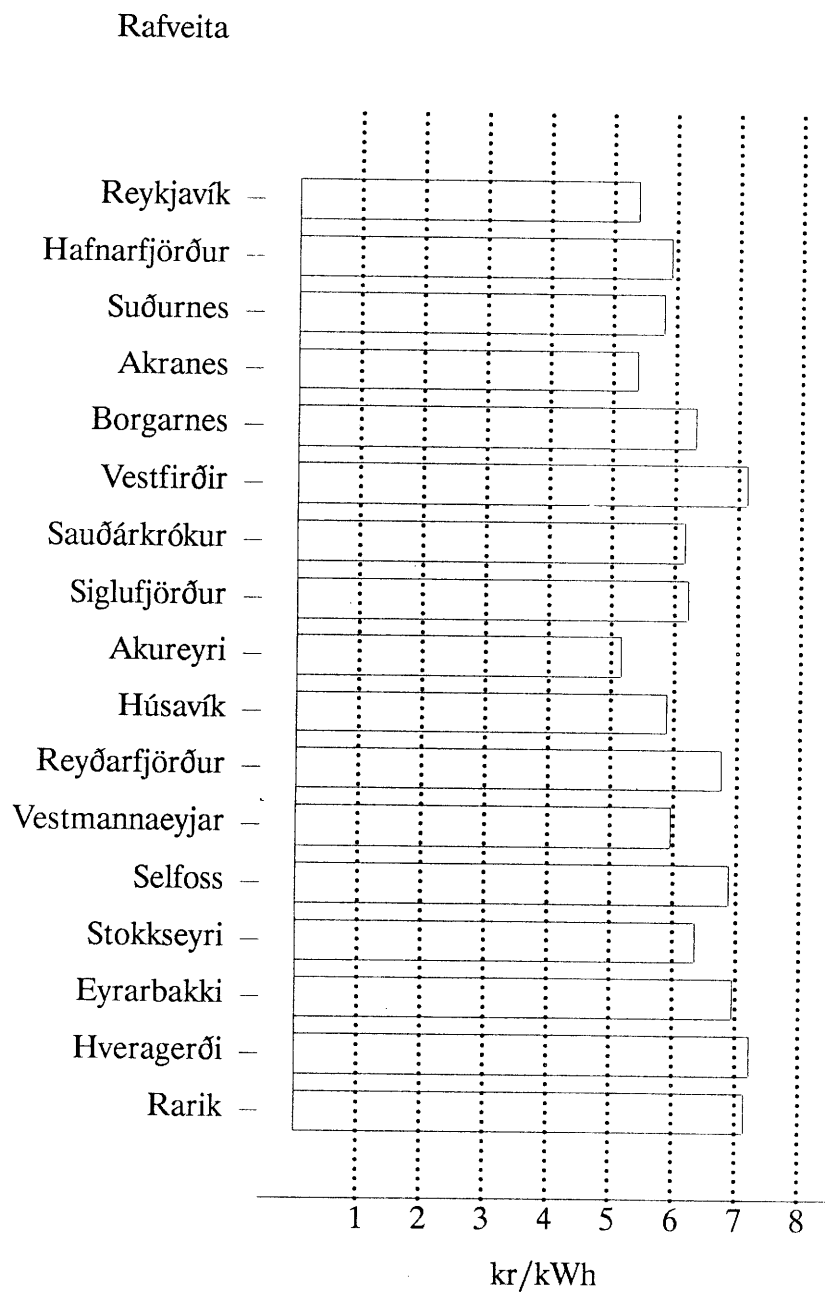 Rafveita
Reykjavík
Hafnarfjörður
Suðurnes
Akranes
Borgarnes
Vestfirðir
Sauðárkrókur
Siglufjörður
Akureyri
Húsavík
Reyðarfjörður
Vestmannaeyjar
Selfoss
Stokkseyri
Eyrarbakki
Hveragerði
Rarik
1 2 3 4 5 6 7 8
kr/kWh